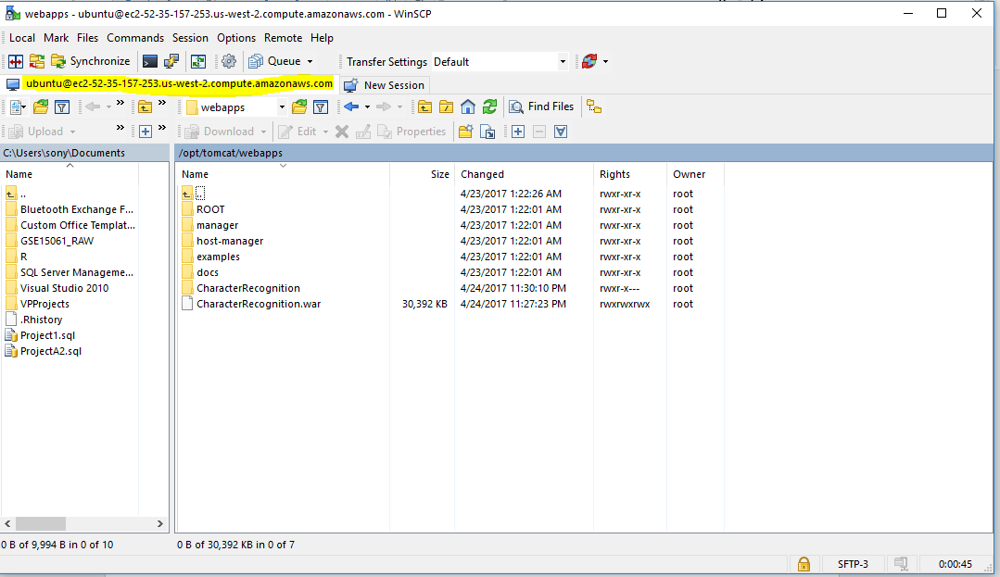 webapps - ubuntu@ec2-52-35-157-253.us-west-2.compute.amazonaws.com - WinSCP
Local Mark Files Commands Session Options Remote Help
Synchronize Queue Transfer Settings Default
ubuntu@ec2-52-35-157-253.us-west-2.compute.amazonaws.com New Session
webapps Find Files
Upload Download Edit Properties
C:\Users\sony\Documents /opt/tomcat/webapps
Name Name Size Changed Rights Owner
.. .. 4/23/2017 1:22:26 AM rwxr-xr-x root
Bluetooth Exchange F... ROOT 4/23/2017 1:22:01 AM rwxr-xr-x root
Custom Office Templat... manager 4/23/2017 1:22:01 AM rwxr-xr-x root
GSE15061_RAW host-manager 4/23/2017 1:22:01 AM rwxr-xr-x root
R examples 4/23/2017 1:22:01 AM rwxr-xr-x root
SQL Server Manageme... docs 4/23/2017 1:22:01 AM rwxr-xr-x root
Visual Studio 2010 CharacterRecognition 4/24/2017 11:30:10 PM rwxr-x--- root
VPProjects CharacterRecognition.war 30,392 KB 4/24/2017 11:27:23 PM rwxrwxrwx root
.Rhistory
Project1.sql
ProjectA2.sql
0 B of 9,994 B in 0 of 10 0 B of 30,392 KB in 0 of 7
SFTP-3 0:00:45